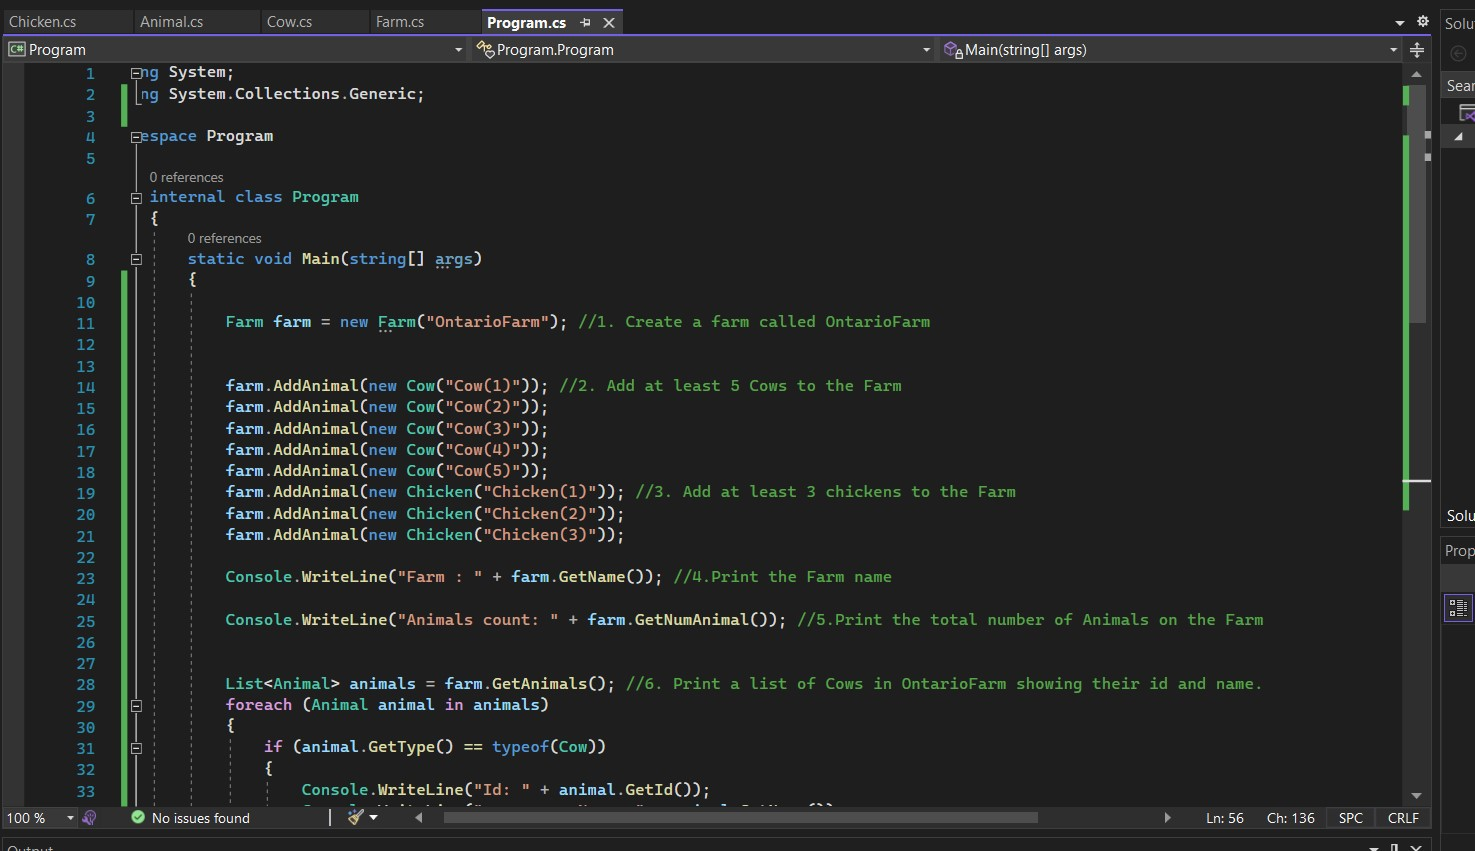 Chicken.cs Animal.cs Cow.cs Farm.cs Program.cs
Solu
C# Program Program.Program Main(string[] args)
Sear
1 ng System;
2 ng System.Collections.Generic;
3
4 espace Program
5
0 references
6 internal class Program
7 {
0 references
8 static void Main(string[] args)
9 {
10
11 Farm farm = new Farm("OntarioFarm"); //1. Create a farm called OntarioFarm
12
13
14 farm.AddAnimal(new Cow("Cow(1)")); //2. Add at least 5 Cows to the Farm
15 farm.AddAnimal(new Cow("Cow(2)"));
16 farm.AddAnimal(new Cow("Cow(3)"));
17 farm.AddAnimal(new Cow("Cow(4)"));
18 farm.AddAnimal(new Cow("Cow(5)"));
19 farm.AddAnimal(new Chicken("Chicken(1)")); //3. Add at least 3 chickens to the Farm
20 farm.AddAnimal(new Chicken("Chicken(2)"));
21 farm.AddAnimal(new Chicken("Chicken(3)"));
22
23 Console.WriteLine("Farm : " + farm.GetName()); //4.Print the Farm name
24
25 Console.WriteLine("Animals count: " + farm.GetNumAnimal()); //5.Print the total number of Animals on the Farm
26
27
28 List<Animal> animals = farm.GetAnimals(); //6. Print a list of Cows in OntarioFarm showing their id and name.
29 foreach (Animal animal in animals)
30 {
31 if (animal.GetType() == typeof(Cow))
32 {
33 Console.WriteLine("Id: " + animal.GetId());
Solu
Prop
100 % No issues found Ln: 56 Ch: 136 SPC CRLF
Output